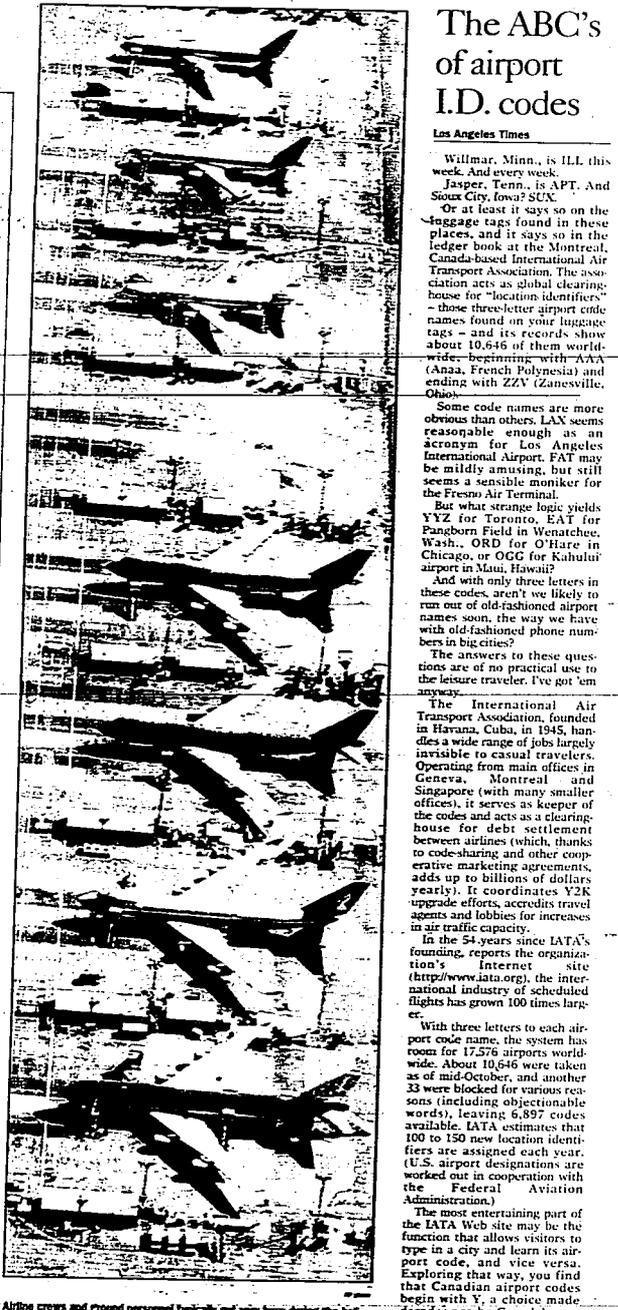 The ABC's
of airport
I.D. codes
Los Angeles Times
Willmar, Minn., is ILL this
week. And every week.
Jasper, Tenn., is APT. And
Sioux City, Iowa? SUX.
Or at least it says so on the
luggage tags found in these
places, and it says so in the
ledger book at the Montreal,
Canada-based International Air
Transport Association. The asso-
ciation acts as global clearing-
house for "location identifiers"
– those three-letter airport code
names found on your luggage
tags – and its records show
about 10,646 of them world-
wide, beginning with AAA
(Anaa, French Polynesia) and
ending with ZZV (Zanesville,
Ohio).
Some code names are more
obvious than others. LAX seems
reasonable enough as an
acronym for Los Angeles
International Airport. FAT may
be mildly amusing, but still
seems a sensible moniker for
the Fresno Air Terminal.
But what strange logic yields
YYZ for Toronto, EAT for
Pangborn Field in Wenatchee,
Wash., ORD for O'Hare in
Chicago, or OGG for Kahului
airport in Maui, Hawaii?
And with only three letters in
these codes, aren't we likely to
run out of old-fashioned airport
names soon, the way we have
with old-fashioned phone num-
bers in big cities?
The answers to these ques-
tions are of no practical use to
the leisure traveler. I've got 'em
anyway.
The International Air
Transport Association, founded
in Havana, Cuba, in 1945, han-
dles a wide range of jobs largely
invisible to casual travelers.
Operating from main offices in
Geneva, Montreal and
Singapore (with many smaller
offices), it serves as keeper of
the codes and acts as a clearing-
house for debt settlement
between airlines (which, thanks
to code-sharing and other coop-
erative marketing agreements,
adds up to billions of dollars
yearly). It coordinates Y2K
upgrade efforts, accredits travel
agents and lobbies for increases
in air traffic capacity.
In the 54 years since IATA's
founding, reports the organiza-
tion's Internet site
(http://www.iata.org), the inter-
national industry of scheduled
flights has grown 100 times larg-
er.
With three letters to each air-
port code name, the system has
room for 17,576 airports world-
wide. About 10,646 were taken
as of mid-October, and another
33 were blocked for various rea-
sons (including objectionable
words), leaving 6,897 codes
available. IATA estimates that
100 to 150 new location identi-
fiers are assigned each year.
(U.S. airport designations are
worked out in cooperation with
the Federal Aviation
Administration.)
The most entertaining part of
the IATA Web site may be the
function that allows visitors to
type in a city and learn its air-
port code, and vice versa.
Exploring that way, you find
that Canadian airport codes
begin with Y, a choice made
Airline crews and ground personnel